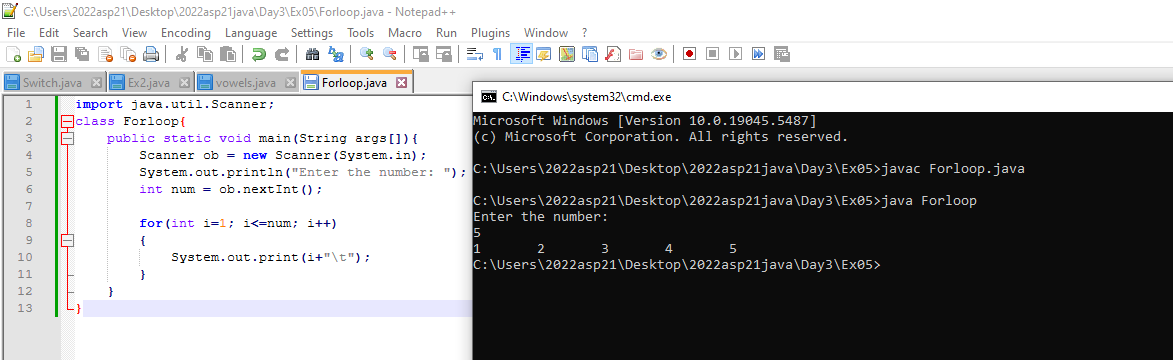 C:\Users\2022asp21\Desktop\2022asp21java\Day3\Ex05\Forloop.java - Notepad++
File Edit Search View Encoding Language Settings Tools Macro Run Plugins Window ?
Switch.java Ex2.java vowels.java Forloop.java
1 import java.util.Scanner;
2 class Forloop{
3 public static void main(String args[]){
4 Scanner ob = new Scanner(System.in);
5 System.out.println("Enter the number: ");
6 int num = ob.nextInt();
7
8 for(int i=1; i<=num; i++)
9 {
10 System.out.print(i+"\t");
11 }
12 }
13 }
C:\Windows\system32\cmd.exe
Microsoft Windows [Version 10.0.19045.5487]
(c) Microsoft Corporation. All rights reserved.
C:\Users\2022asp21\Desktop\2022asp21java\Day3\Ex05>javac Forloop.java
C:\Users\2022asp21\Desktop\2022asp21java\Day3\Ex05>java Forloop
Enter the number:
5
1 2 3 4 5
C:\Users\2022asp21\Desktop\2022asp21java\Day3\Ex05>